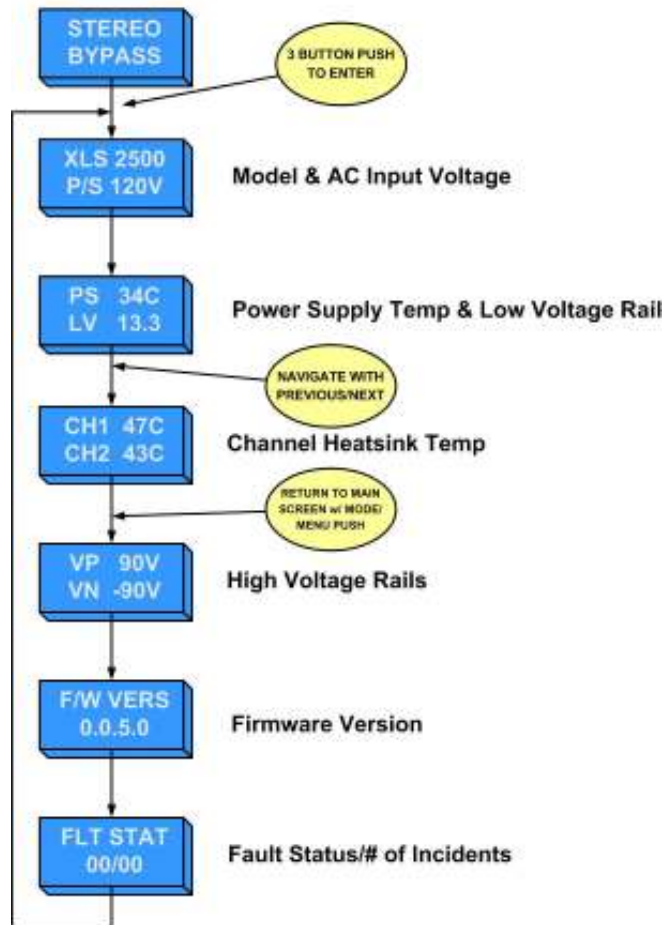 STEREO
BYPASS
3 BUTTON PUSH
TO ENTER
XLS 2500
P/S 120V
Model & AC Input Voltage
PS 34C
LV 13.3
Power Supply Temp & Low Voltage Rail
NAVIGATE WITH
PREVIOUS/NEXT
CH1 47C
CH2 43C
Channel Heatsink Temp
RETURN TO MAIN
SCREEN w/ MODE/
MENU PUSH
VP 90V
VN -90V
High Voltage Rails
F/W VERS
0.0.5.0
Firmware Version
FLT STAT
00/00
Fault Status/# of Incidents